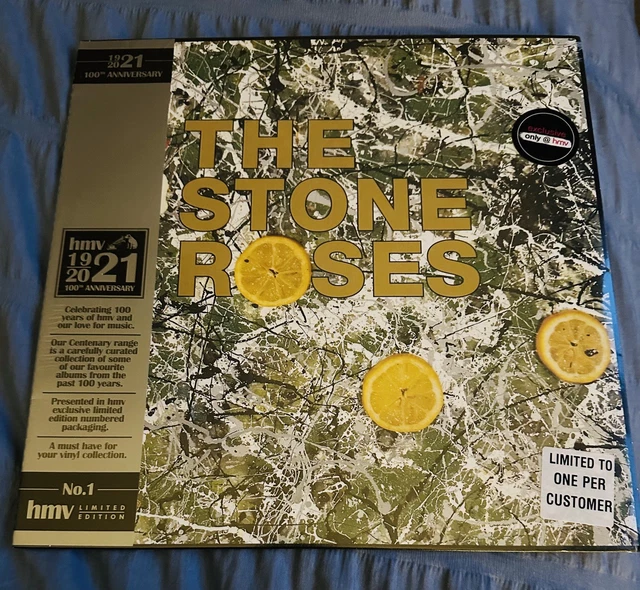 19
20 21
100TH ANNIVERSARY
THE
STONE
ROSES
exclusive
only @ hmv
hmv
19
20 21
100TH ANNIVERSARY
Celebrating 100
years of hmv and
our love for music.
Our Centenary range
is a carefully curated
collection of some
of our favourite
albums from the
past 100 years.
Presented in hmv
exclusive limited
edition numbered
packaging.
A must have for
your vinyl collection.
No.1
hmv LIMITED
EDITION
LIMITED TO
ONE PER
CUSTOMER